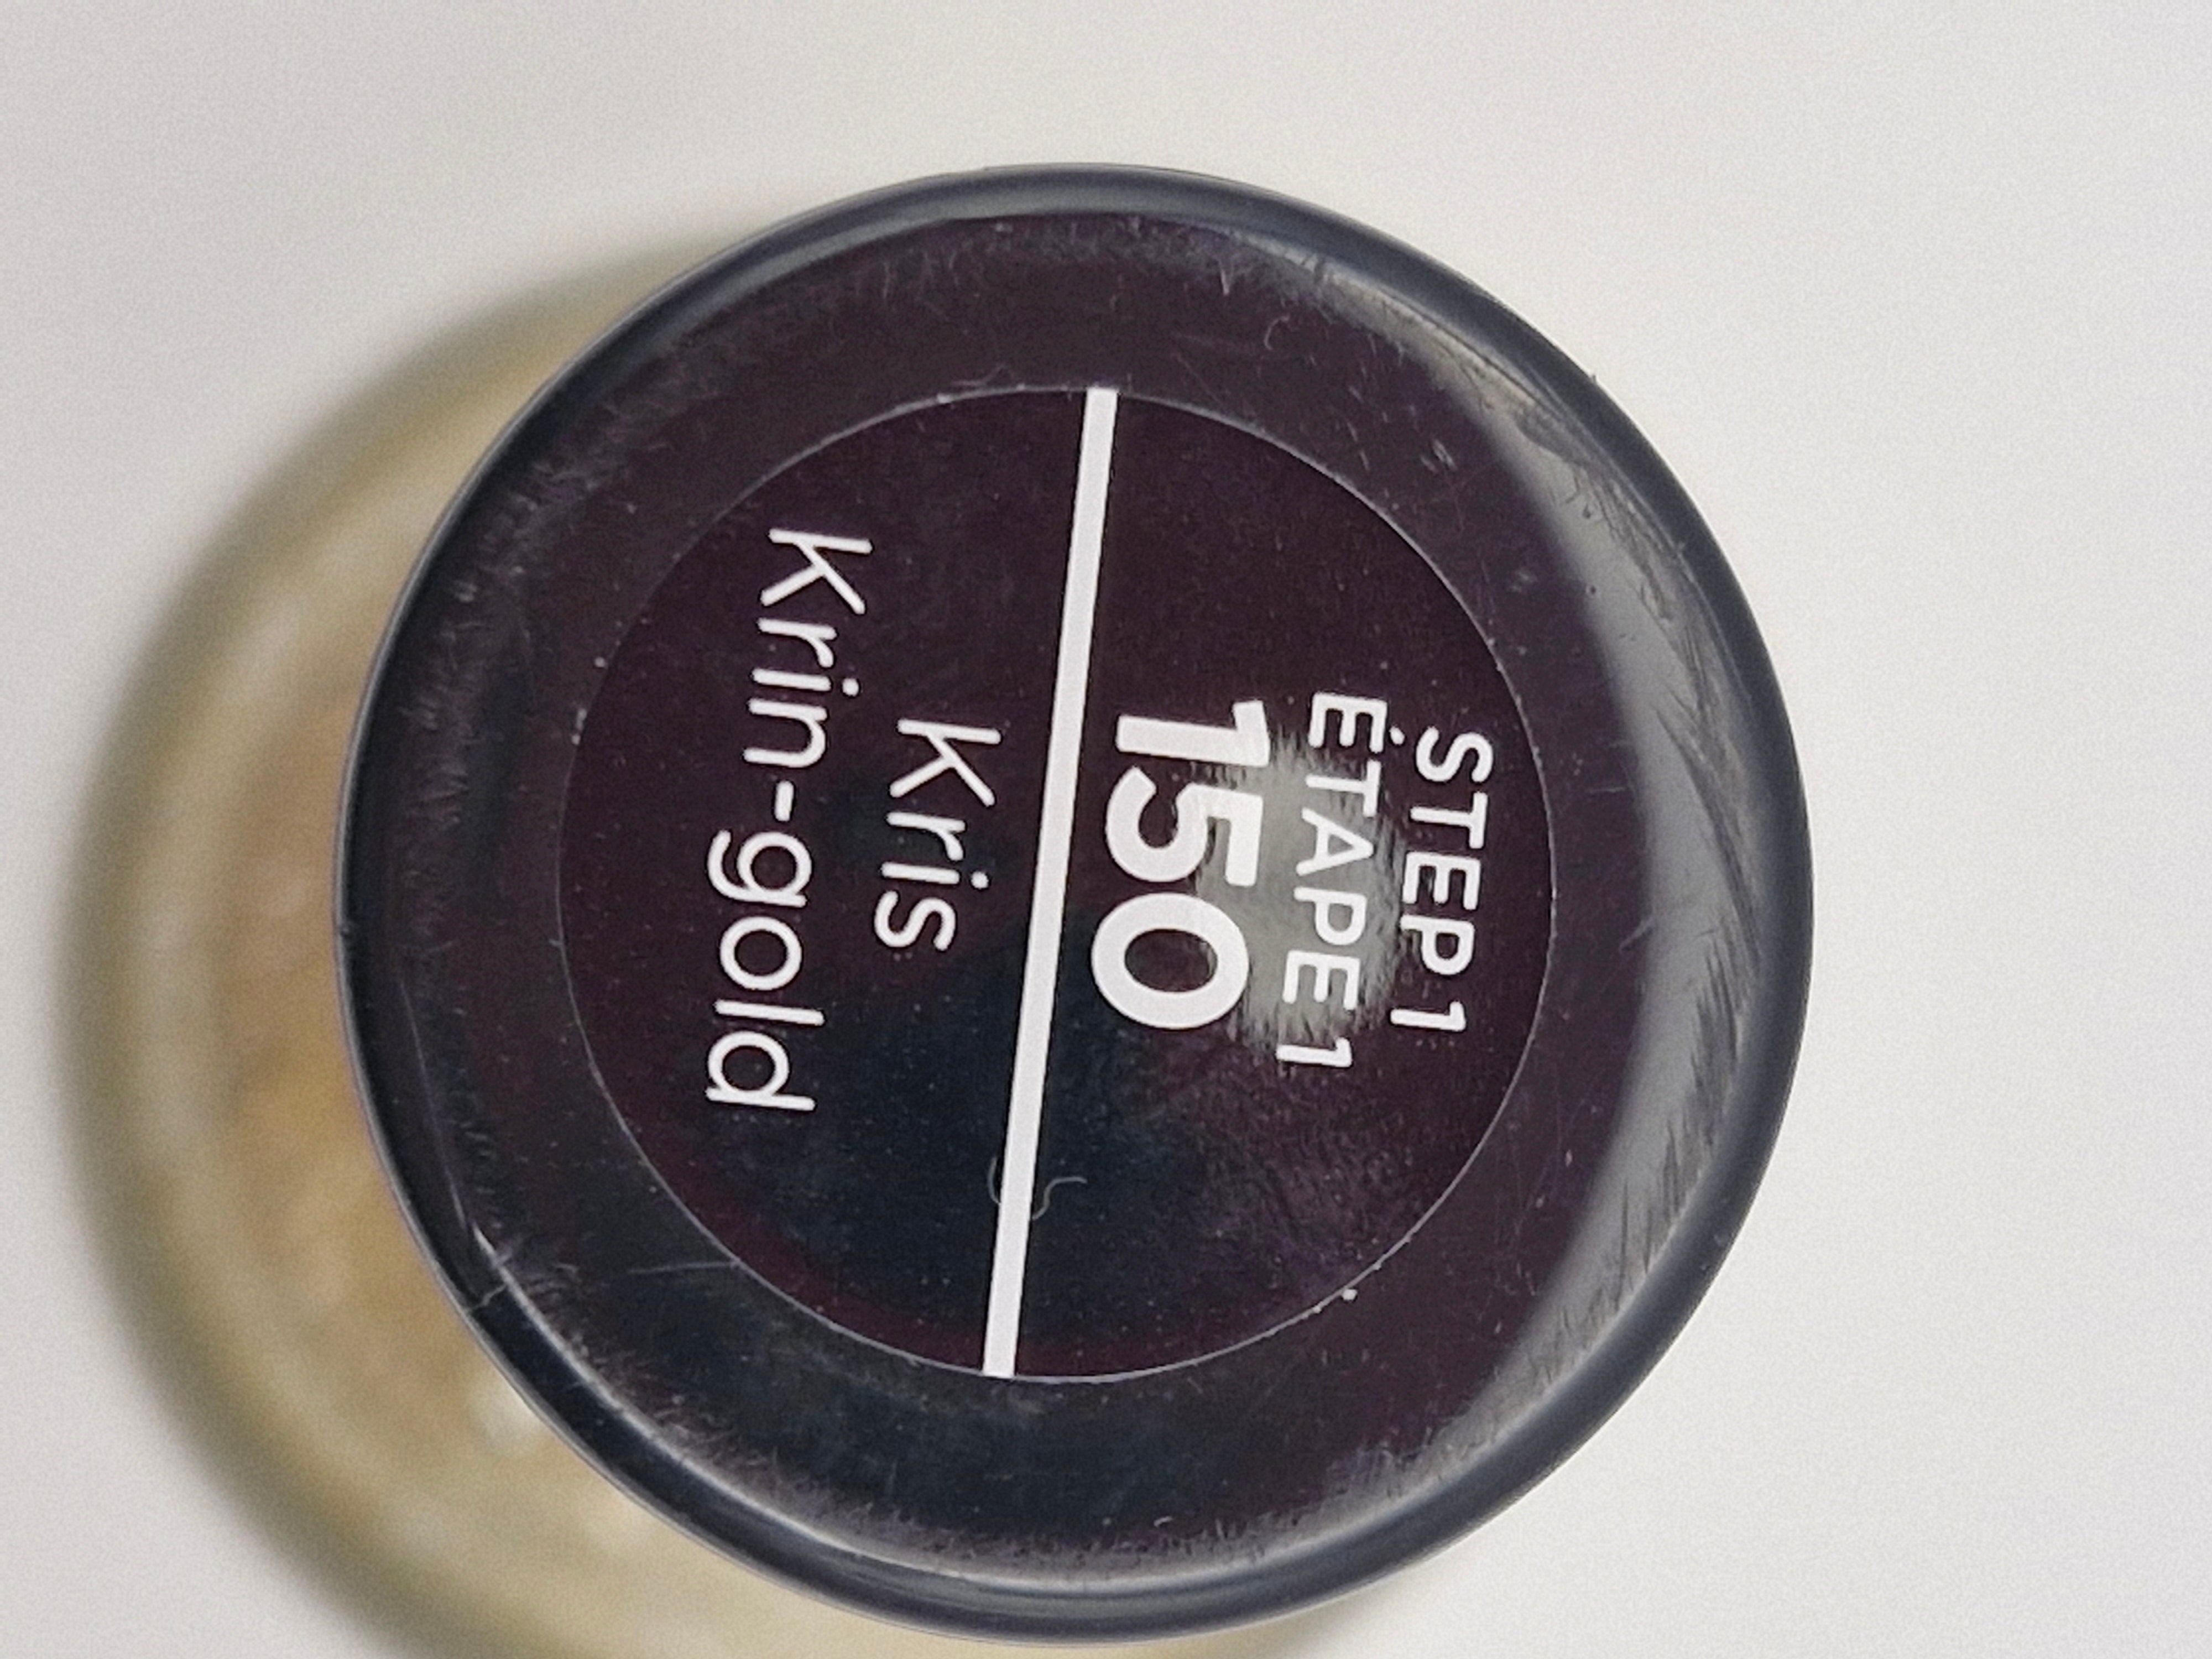 STEP 1
ÉTAPE 1
150
Kris
Krin-gold